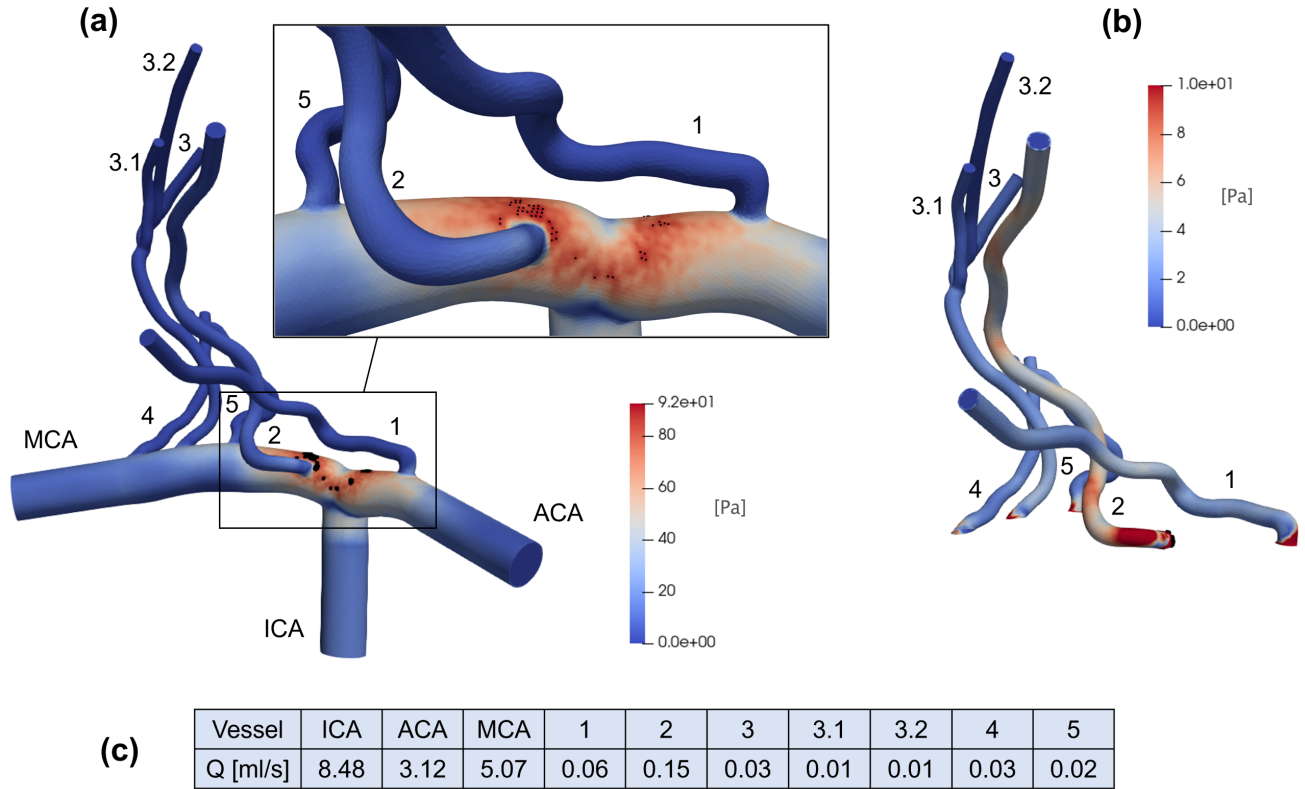 (a)
3.2
3.1
3
5
2
1
4
5
2
1
MCA
ACA
ICA
9.2e+01
80
60
[Pa]
40
20
0.0e+00
(b)
3.2
3
3.1
1.0e+01
8
6
[Pa]
4
2
0.0e+00
4
5
2
1
(c)
Vessel ICA ACA MCA 1 2 3 3.1 3.2 4 5
Q [ml/s] 8.48 3.12 5.07 0.06 0.15 0.03 0.01 0.01 0.03 0.02